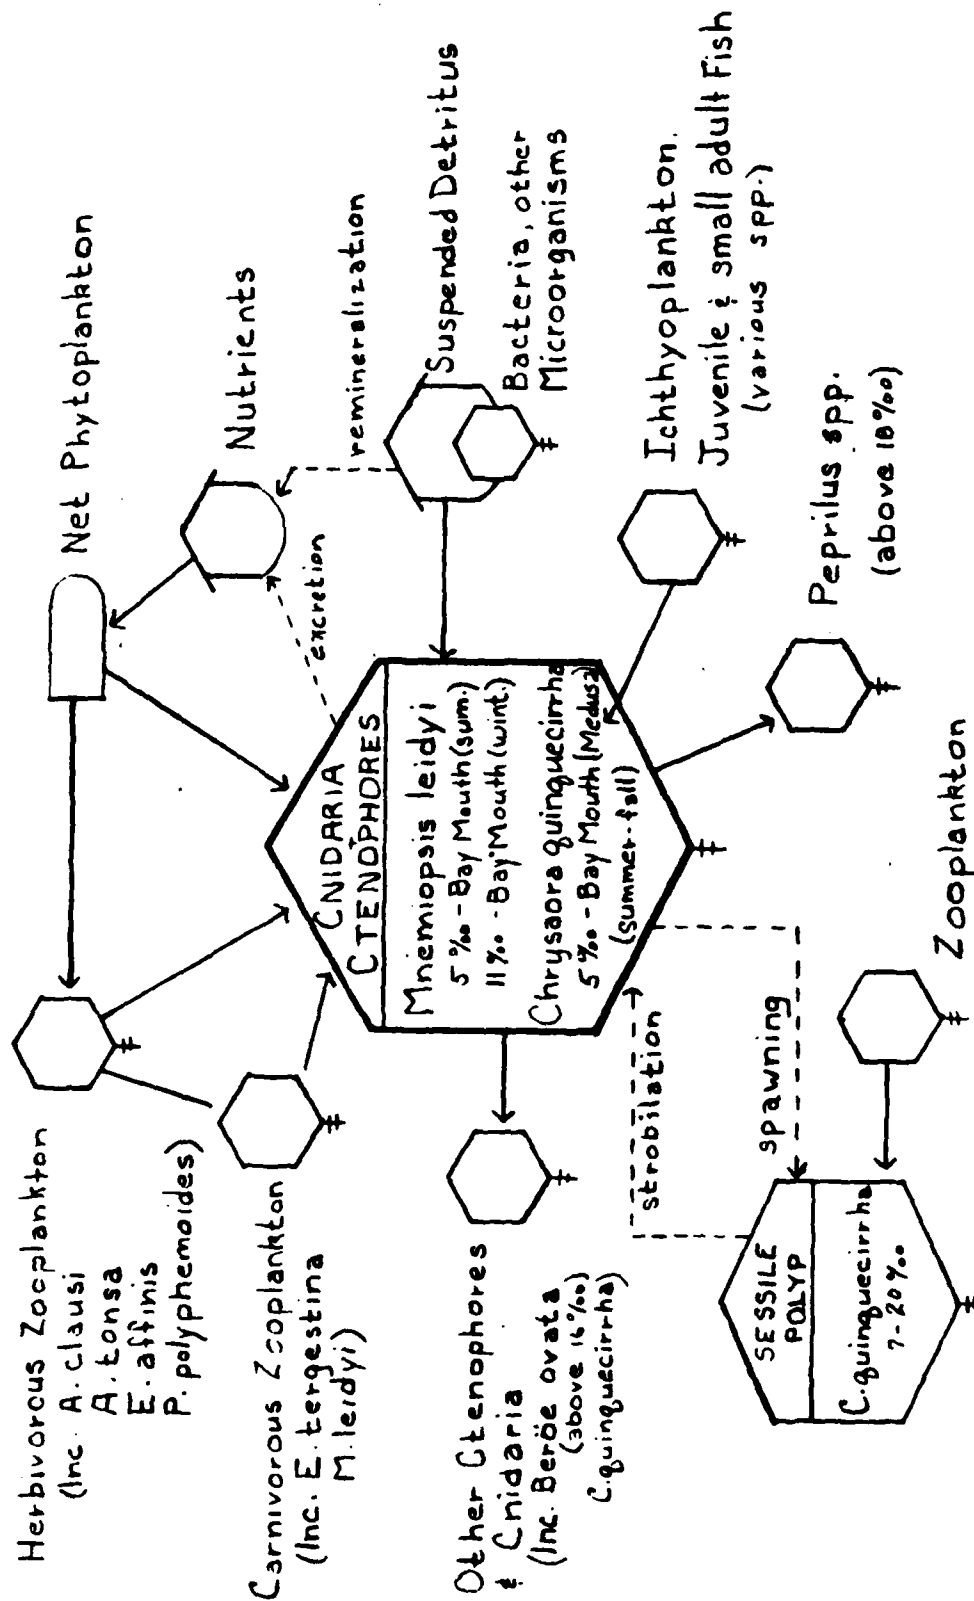 Herbivorous Zooplankton
(Inc. A. clausi
A. tonsa
E. affinis
P. polyphemoides)
Net Phytoplankton
Nutrients
Carnivorous Zooplankton
(Inc. E. tergestina
M. leidyi)
excretion
remineralization
CNIDARIA
+
CTENOPHORES
Mnemiopsis leidyi
5‰ - Bay Mouth (sum.)
11‰ - Bay Mouth (wint.)
Chrysaora quinquecirrha
5‰ - Bay Mouth (Medusa)
(summer-fall)
Suspended Detritus
Bacteria, other
Microorganisms
Other Ctenophores
& Cnidaria
(Inc. Beröe ovata
(above 16‰)
C. quinquecirrha)
Ichthyoplankton.
Juvenile & small adult Fish
(various spp.)
strobilation
spawning
Peprilus spp.
(above 18‰)
SESSILE
POLYP
C. quinquecirrha
7-20‰
Zooplankton